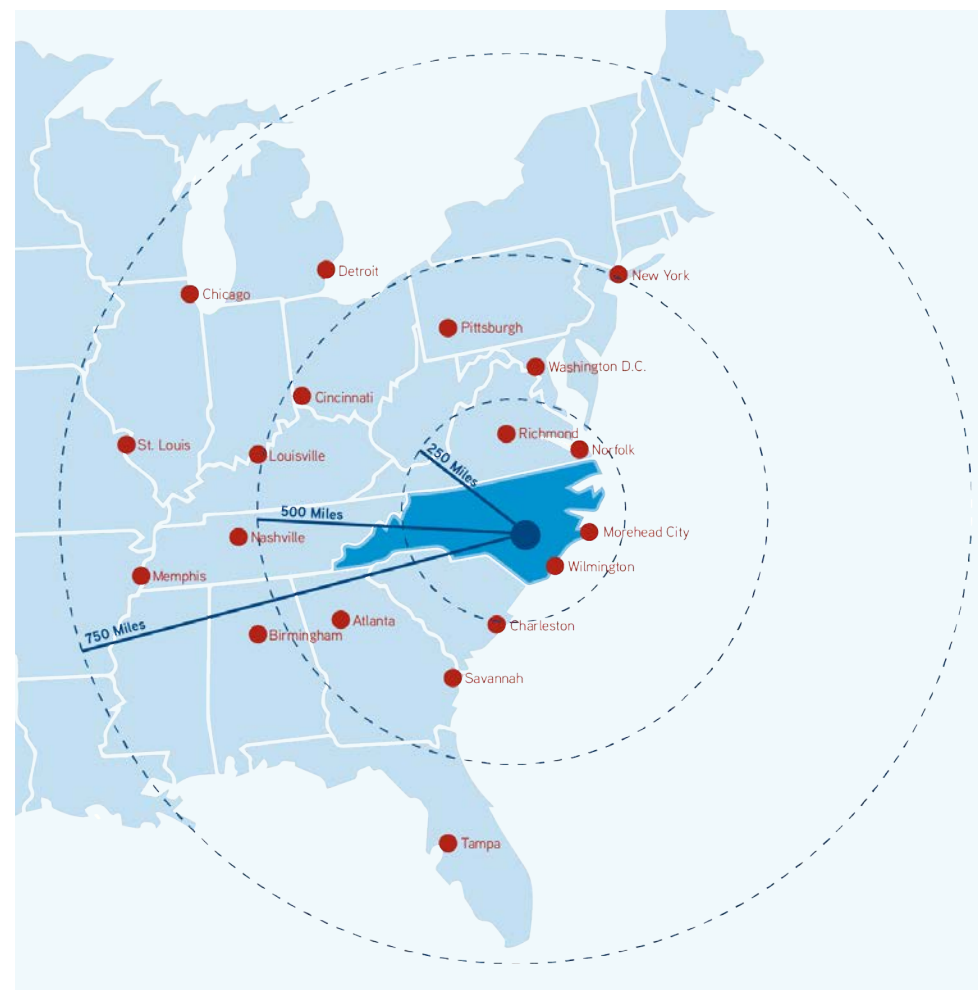 Detroit
New York
Chicago
Pittsburgh
Washington D.C.
Cincinnati
Richmond
St. Louis
Norfolk
Louisville
250 Miles
500 Miles
Nashville
Morehead City
Wilmington
Memphis
Atlanta
Charleston
750 Miles
Birmingham
Savannah
Tampa